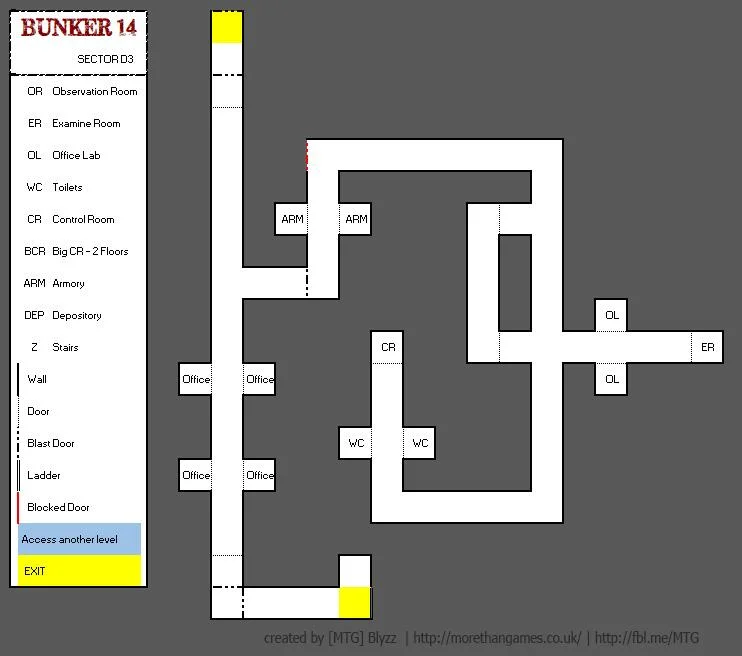 BUNKER 14
SECTOR D3
OR Observation Room
ER Examine Room
OL Office Lab
WC Toilets
CR Control Room
BCR Big CR - 2 Floors
ARM Armory
DEP Depository
Z Stairs
Wall
Door
Blast Door
Ladder
Blocked Door
Access another level
EXIT
ARM ARM
OL
CR ER
Office Office OL
WC WC
Office Office
created by [MTG] Blyzz | http://morethangames.co.uk/ | http://fbl.me/MTG